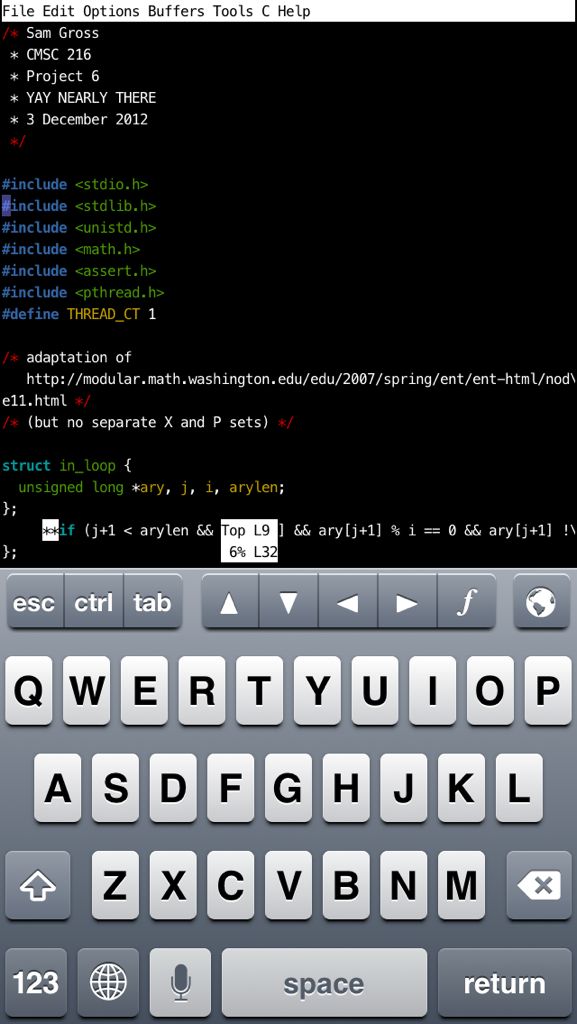 File Edit Options Buffers Tools C Help
/* Sam Gross
 * CMSC 216
 * Project 6
 * YAY NEARLY THERE
 * 3 December 2012
 */
#include <stdio.h>
#include <stdlib.h>
#include <unistd.h>
#include <math.h>
#include <assert.h>
#include <pthread.h>
#define THREAD_CT 1
/* adaptation of
   http://modular.math.washington.edu/edu/2007/spring/ent/ent-html/nod\
e11.html */
/* (but no separate X and P sets) */
struct in_loop {
  unsigned long *ary, j, i, arylen;
};
     **if (j+1 < arylen && Top L9 ] && ary[j+1] % i == 0 && ary[j+1] !\
};                          6% L32
esc ctrl tab ▲ ▼ ◀ ▶ f
Q W E R T Y U I O P
A S D F G H J K L
Z X C V B N M
123 space return